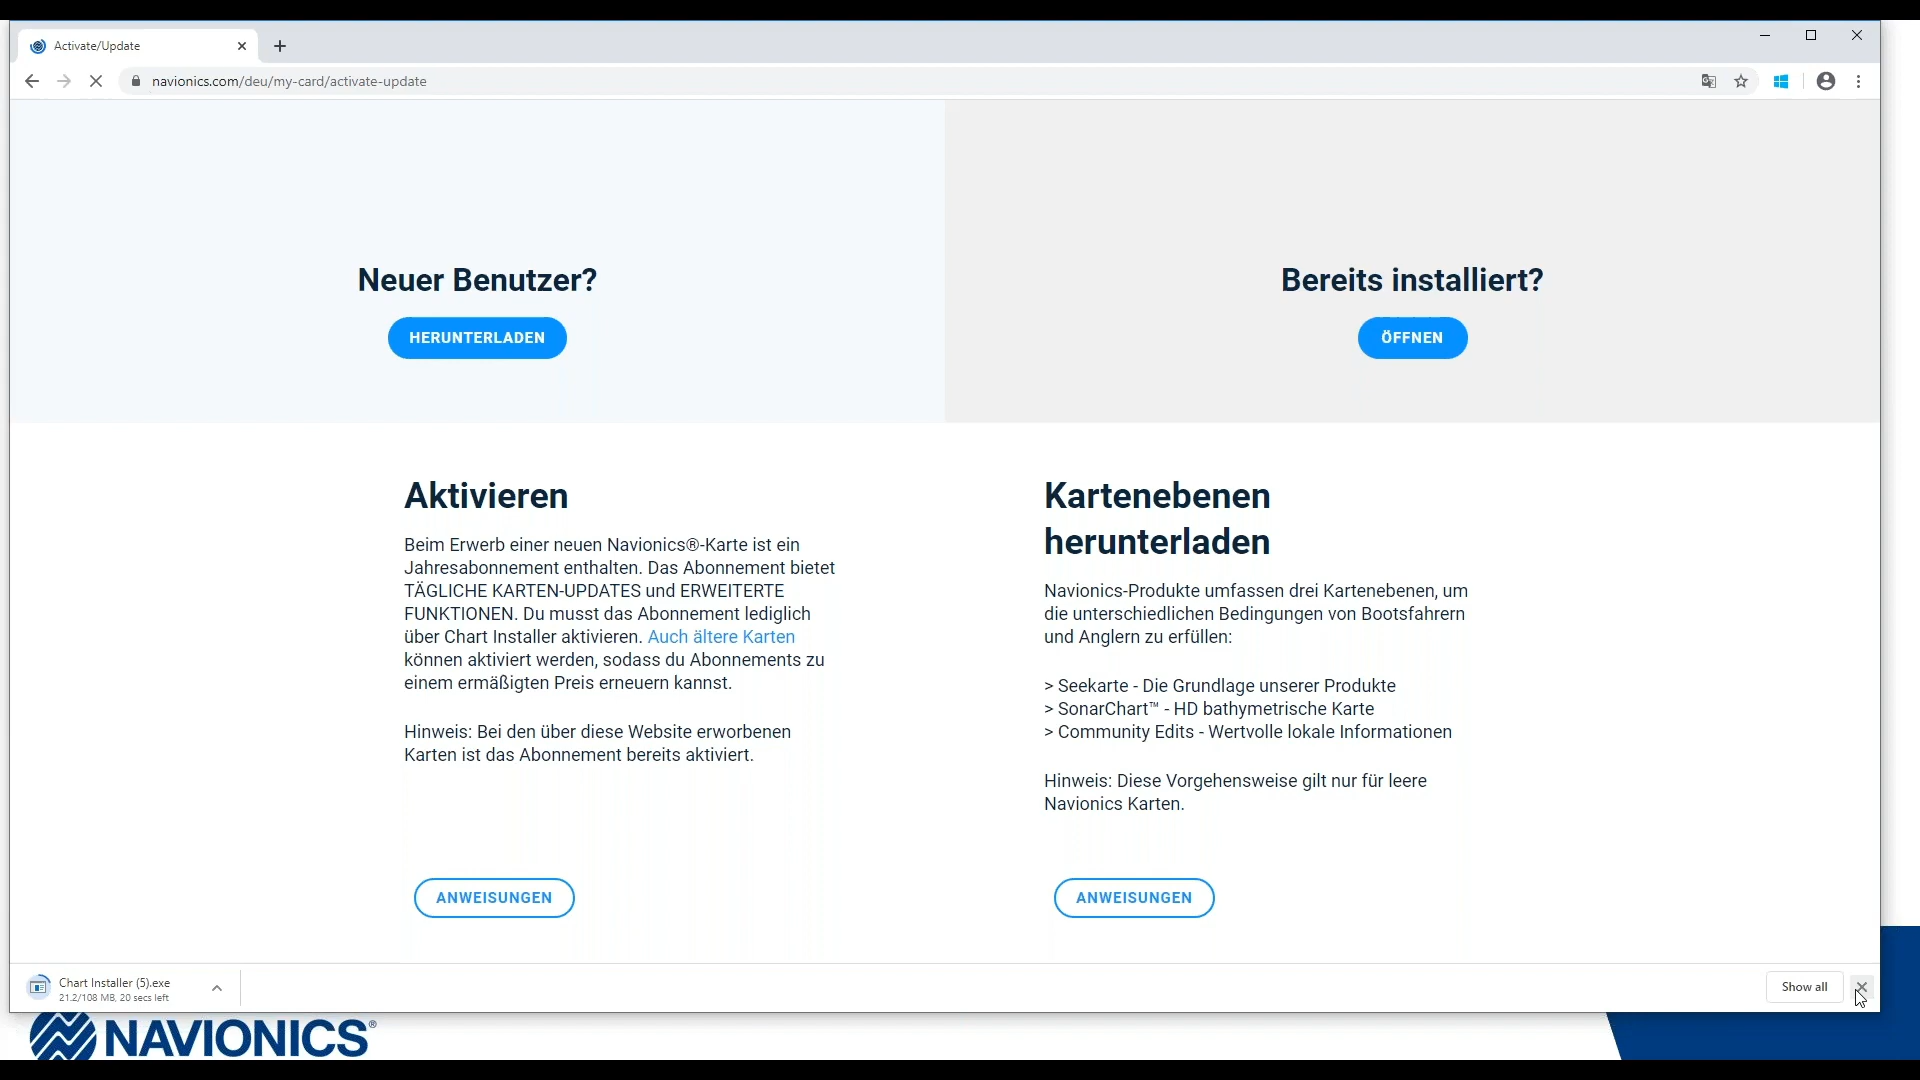 Activate/Update
navionics.com/deu/my-card/activate-update
Neuer Benutzer?
HERUNTERLADEN
Bereits installiert?
ÖFFNEN
Aktivieren
Beim Erwerb einer neuen Navionics®-Karte ist ein
Jahresabonnement enthalten. Das Abonnement bietet
TÄGLICHE KARTEN-UPDATES und ERWEITERTE
FUNKTIONEN. Du musst das Abonnement lediglich
über Chart Installer aktivieren. Auch ältere Karten
können aktiviert werden, sodass du Abonnements zu
einem ermäßigten Preis erneuern kannst.
Hinweis: Bei den über diese Website erworbenen
Karten ist das Abonnement bereits aktiviert.
ANWEISUNGEN
Kartenebenen
herunterladen
Navionics-Produkte umfassen drei Kartenebenen, um
die unterschiedlichen Bedingungen von Bootsfahrern
und Anglern zu erfüllen:
> Seekarte - Die Grundlage unserer Produkte
> SonarChart™ - HD bathymetrische Karte
> Community Edits - Wertvolle lokale Informationen
Hinweis: Diese Vorgehensweise gilt nur für leere
Navionics Karten.
ANWEISUNGEN
Chart Installer (5).exe
21.2/108 MB, 20 secs left
Show all
NAVIONICS®